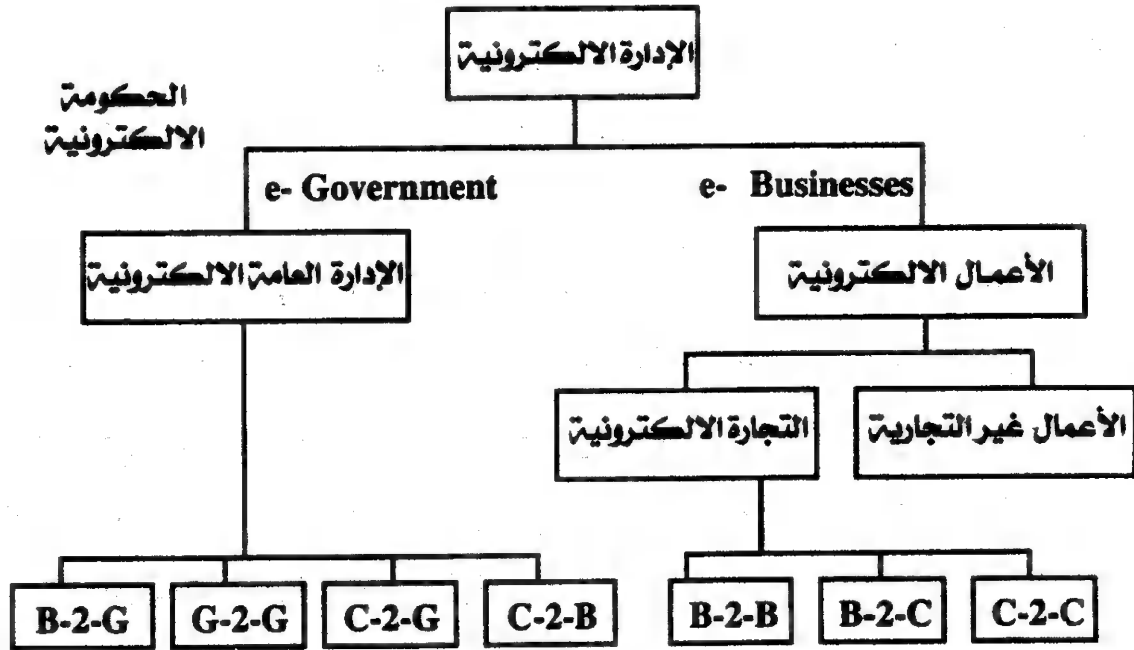 الإدارة الالكترونية
الحكومة
الالكترونية
e- Businesses
e- Government
الأعمال الالكترونية
الإدارة العامة الالكترونية
الأعمال غير التجارية
التجارة الالكترونية
B-2-G
G-2-G
C-2-G
C-2-B
B-2-B
B-2-C
C-2-C